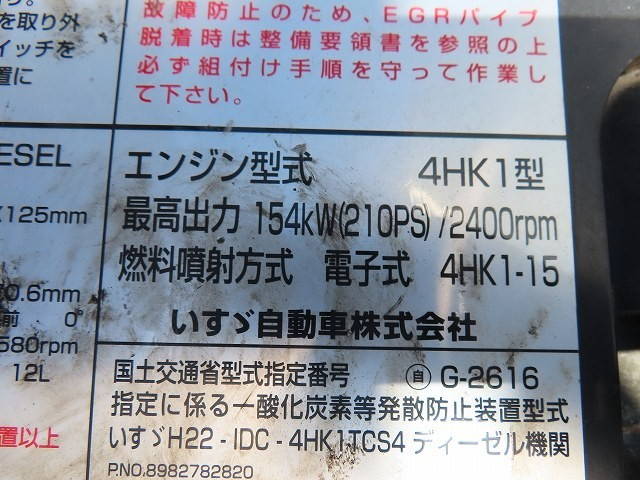 故障防止のため、EGRパイプ
脱着時は整備要領書を参照の上
必ず組付け手順を守って作業し
て下さい。
を取り外
イッチを
置に
ESEL
125mm
0.6mm
前 0°
580rpm
12L
置以上
エンジン型式 4HK1型
最高出力 154kW(210PS)/2400rpm
燃料噴射方式 電子式 4HK1-15
いすゞ自動車株式会社
国土交通省型式指定番号 自 G-2616
指定に係る一酸化炭素等発散防止装置型式
いすゞH22-IDC-4HK1TCS4ディーゼル機関
P.NO,8982782820